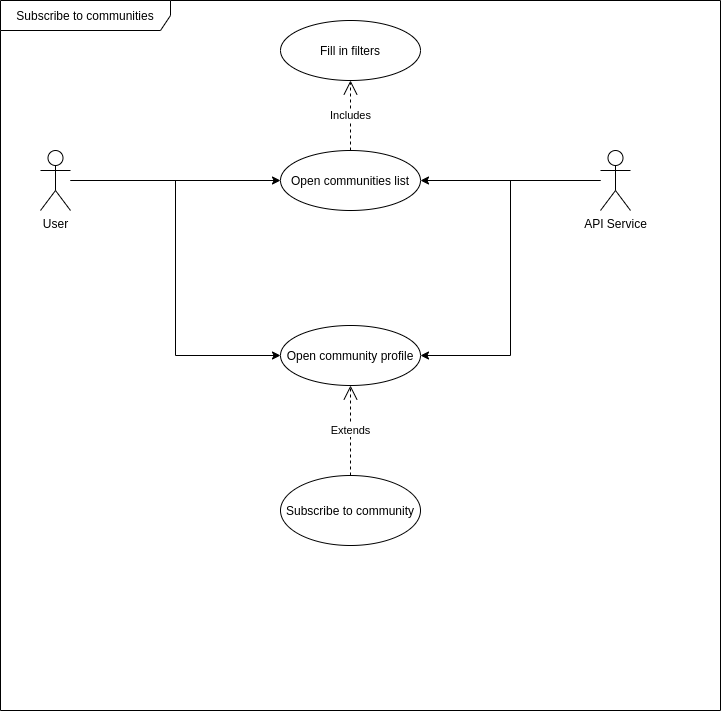 Subscribe to communities
Fill in filters
Includes
Open communities list
User
API Service
Open community profile
Extends
Subscribe to community